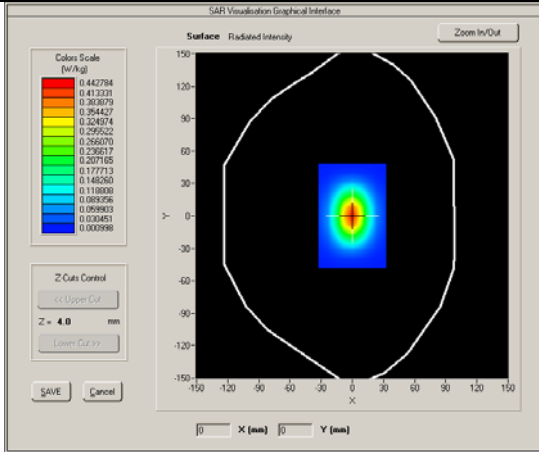 SAR Visualisation Graphical Interface
Surface Radiated Intensity
Zoom In/Out
Colors Scale
(W/kg)
0.442784
0.413331
0.383879
0.354427
0.324974
0.295522
0.266070
0.236617
0.207165
0.177713
0.148260
0.118808
0.089356
0.059903
0.030451
0.000998
Z-Cuts Control
<< Upper Cut
Z = 4.0 mm
Lower Cut >>
SAVE Cancel
150
120
90
60
30
0
-30
-60
-90
-120
-150
Y
-150 -120 -90 -60 -30 0 30 60 90 120 150
X
0 X (mm) 0 Y (mm)